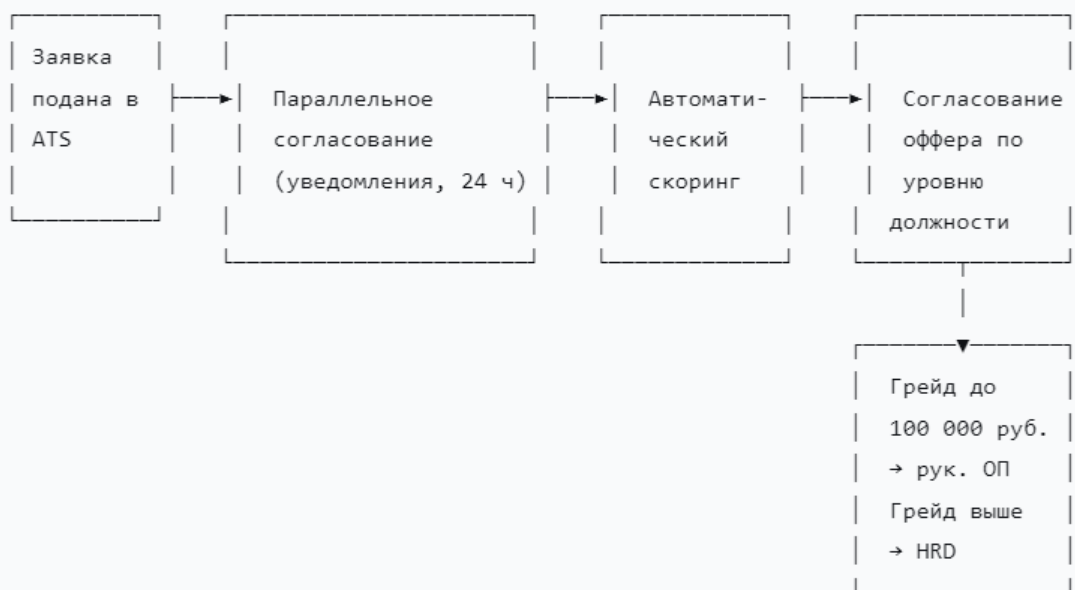 Заявка
подана в
ATS
Параллельное
согласование
(уведомления, 24 ч)
Автомати-
ческий
скоринг
Согласование
оффера по
уровню
должности
Грейд до
100 000 руб.
→ рук. ОП
Грейд выше
→ HRD